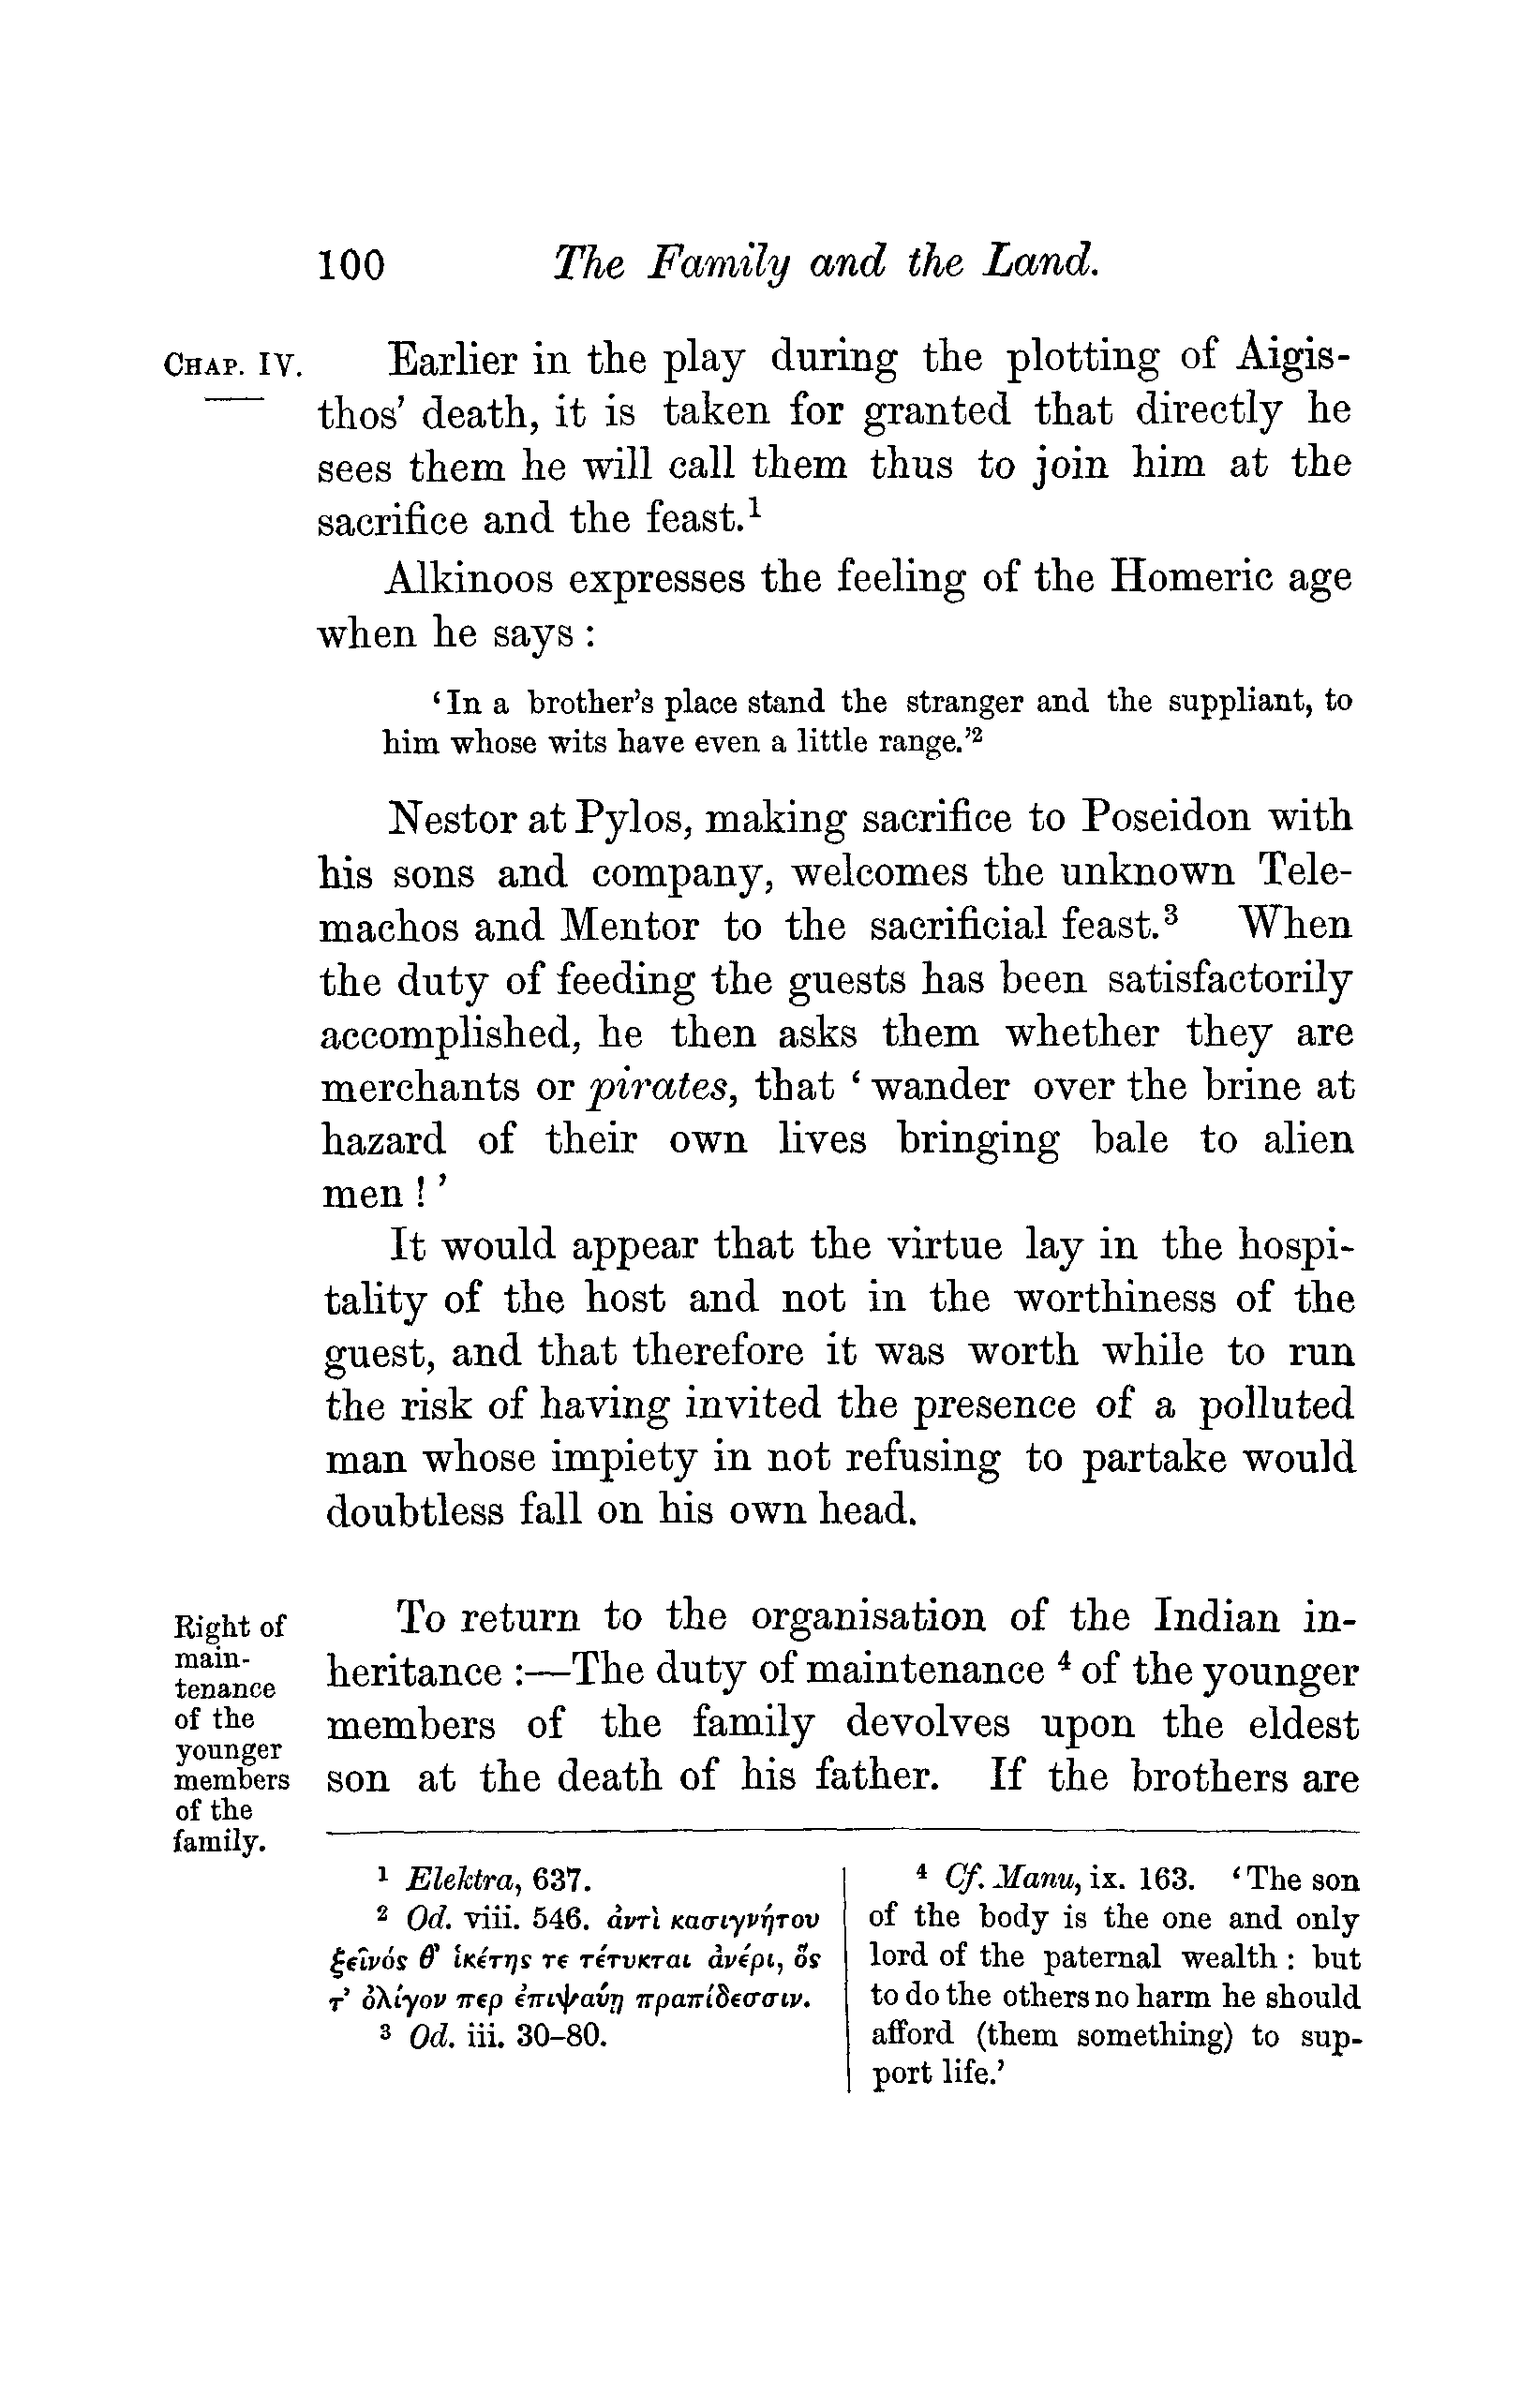 100 The Family and the Land.
CHAP. IV.
Earlier in the play during the plotting of Aigis-
thos' death, it is taken for granted that directly he
sees them he will call them thus to join him at the
sacrifice and the feast.¹
Alkinoos expresses the feeling of the Homeric age
when he says :
'In a brother's place stand the stranger and the suppliant, to
him whose wits have even a little range.'²
Nestor at Pylos, making sacrifice to Poseidon with
his sons and company, welcomes the unknown Tele-
machos and Mentor to the sacrificial feast.³ When
the duty of feeding the guests has been satisfactorily
accomplished, he then asks them whether they are
merchants or pirates, that 'wander over the brine at
hazard of their own lives bringing bale to alien
men !'
It would appear that the virtue lay in the hospi-
tality of the host and not in the worthiness of the
guest, and that therefore it was worth while to run
the risk of having invited the presence of a polluted
man whose impiety in not refusing to partake would
doubtless fall on his own head.
Right of
main-
tenance
of the
younger
members
of the
family.
To return to the organisation of the Indian in-
heritance :—The duty of maintenance ⁴ of the younger
members of the family devolves upon the eldest
son at the death of his father. If the brothers are
¹ Elektra, 637.
² Od. viii. 546. ἀντὶ κασιγνήτου
ξεῖνός θ' ἱκέτης τε τέτυκται ἀνέρι, ὅς
τ' ὀλίγον περ ἐπιψαύῃ πραπίδεσσιν.
³ Od. iii. 30-80.
⁴ Cf. Manu, ix. 163. 'The son
of the body is the one and only
lord of the paternal wealth : but
to do the others no harm he should
afford (them something) to sup-
port life.'